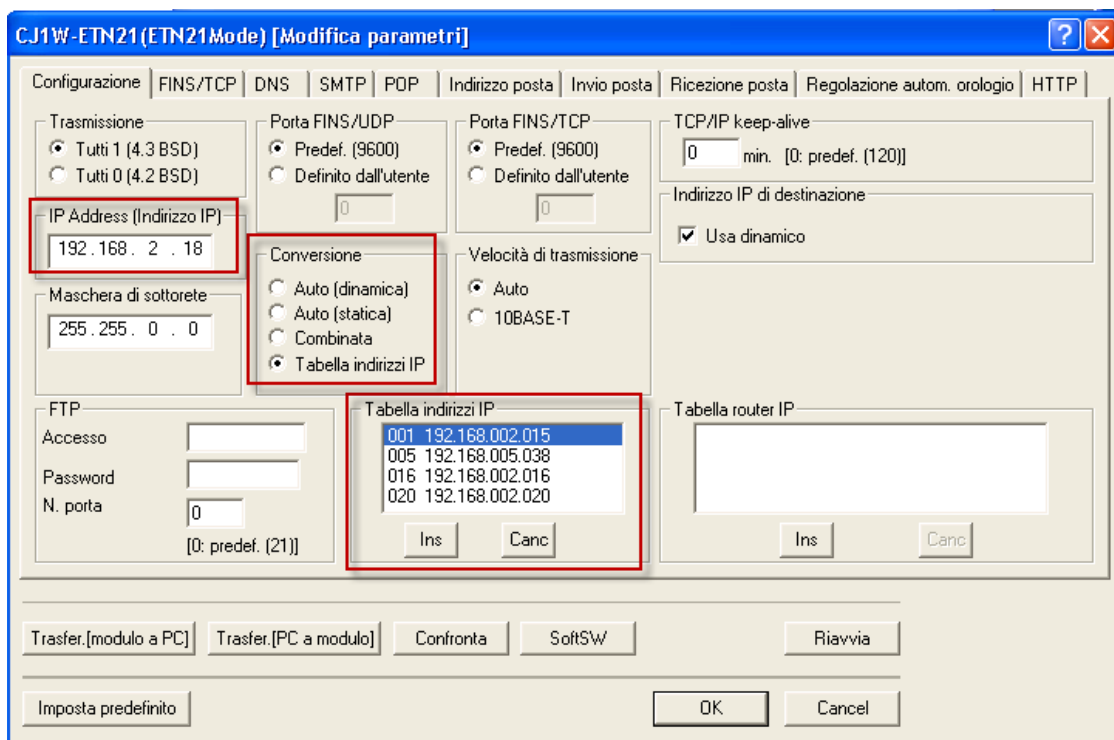 CJ1W-ETN21(ETN21Mode) [Modifica parametri]
Configurazione FINS/TCP DNS SMTP POP Indirizzo posta Invio posta Ricezione posta Regolazione autom. orologio HTTP
Trasmissione
Tutti 1 (4.3 BSD)
Tutti 0 (4.2 BSD)
Porta FINS/UDP
Predef. (9600)
Definito dall'utente
0
Porta FINS/TCP
Predef. (9600)
Definito dall'utente
0
TCP/IP keep-alive
0 min. [0: predef. (120)]
IP Address (Indirizzo IP)
192.168. 2 . 18
Indirizzo IP di destinazione
Usa dinamico
Maschera di sottorete
255.255. 0 . 0
Conversione
Auto (dinamica)
Auto (statica)
Combinata
Tabella indirizzi IP
Velocità di trasmissione
Auto
10BASE-T
FTP
Accesso
Password
N. porta 0
[0: predef. (21)]
Tabella indirizzi IP
001 192.168.002.015
005 192.168.005.038
016 192.168.002.016
020 192.168.002.020
Ins Canc
Tabella router IP
Ins Canc
Trasfer.[modulo a PC] Trasfer.[PC a modulo] Confronta SoftSW Riavvia
Imposta predefinito OK Cancel